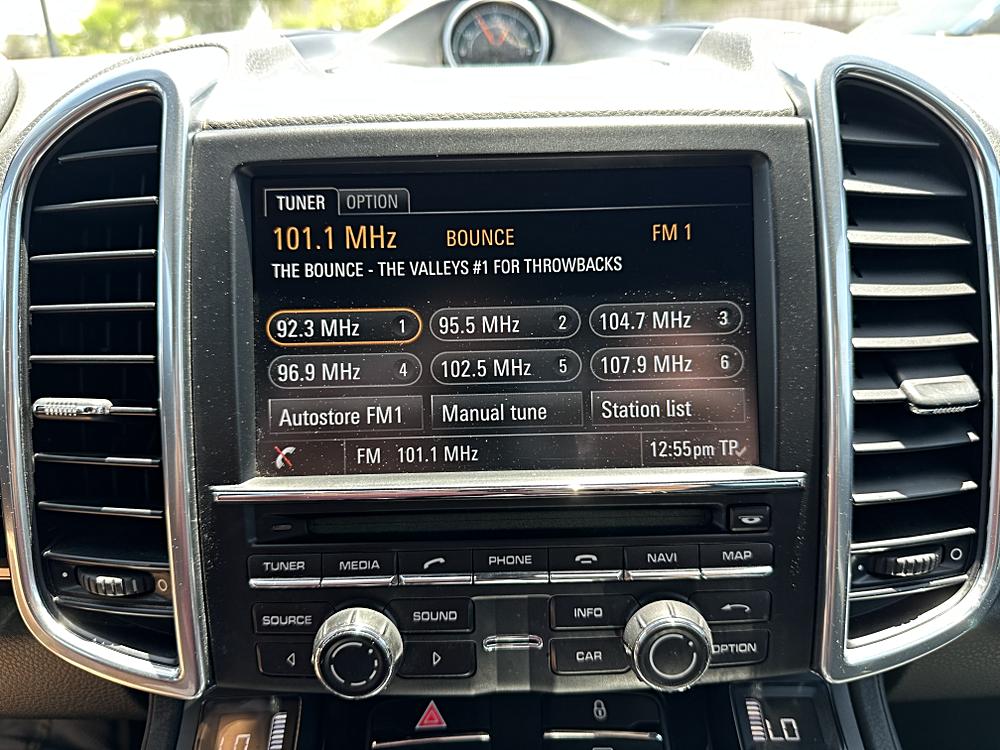 TUNER OPTION
101.1 MHz BOUNCE FM 1
THE BOUNCE - THE VALLEYS #1 FOR THROWBACKS
92.3 MHz 1 95.5 MHz 2 104.7 MHz 3
96.9 MHz 4 102.5 MHz 5 107.9 MHz 6
Autostore FM1 Manual tune Station list
FM 101.1 MHz 12:55pm TP
TUNER MEDIA PHONE NAVI MAP
SOURCE SOUND INFO
CAR OPTION
LO